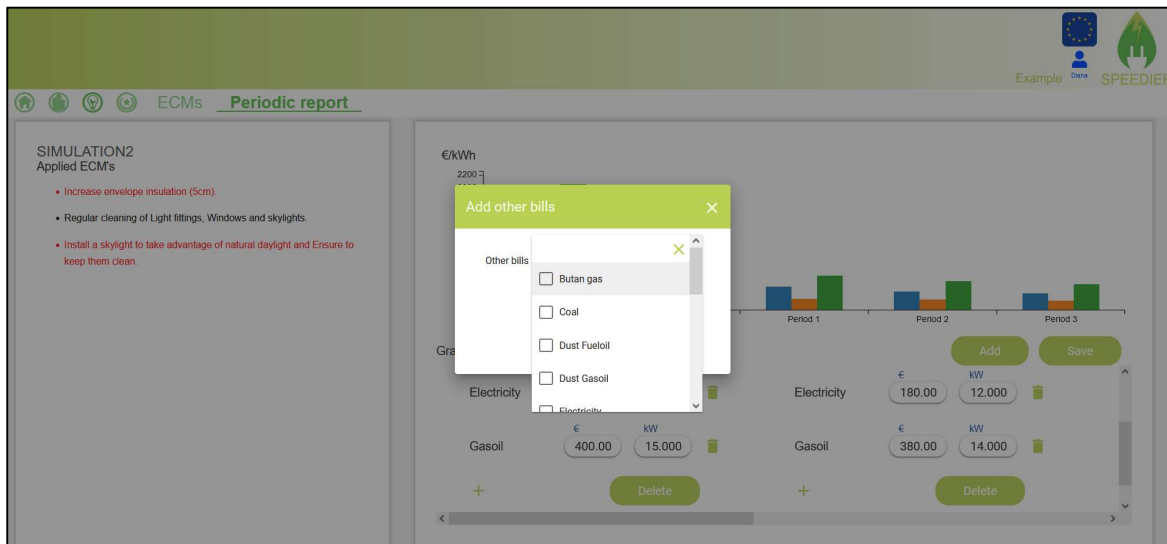 Example
Diana
SPEEDIER
ECMs Periodic report
SIMULATION2
Applied ECM's
Increase envelope insulation (5cm).
Regular cleaning of Light fittings, Windows and skylights.
Install a skylight to take advantage of natural daylight and Ensure to
keep them clean.
€/kWh
2200
Add other bills
Other bills
Butan gas
Coal
Dust Fueloil
Dust Gasoil
Electricity
Period 1 Period 2 Period 3
Gra
Add Save
Electricity
Electricity € 180.00 kW 12.000
Gasoil € 400.00 kW 15.000
Gasoil € 380.00 kW 14.000
+ Delete
+ Delete